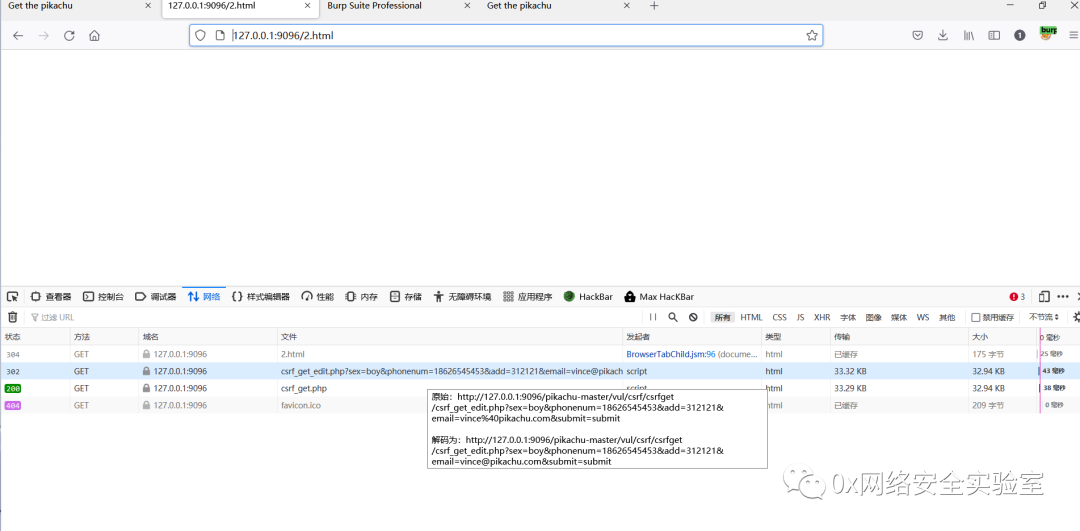 Get the pikachu × 127.0.0.1:9096/2.html × Burp Suite Professional × Get the pikachu ×
127.0.0.1:9096/2.html 1 burp
查看器 控制台 调试器 网络 样式编辑器 性能 内存 存储 无障碍环境 应用程序 HackBar Max HacKBar 3
过滤 URL 所有 HTML CSS JS XHR 字体 图像 媒体 WS 其他 禁用缓存 不节流
状态 方法 域名 文件 发起者 类型 传输 大小 0 毫秒
304 GET 127.0.0.1:9096 2.html BrowserTabChild.jsm:96 (docume... html 已缓存 175 字节 25 毫秒
302 GET 127.0.0.1:9096 csrf_get_edit.php?sex=boy&phonenum=18626545453&add=312121&email=vince@pikach script html 33.32 KB 32.94 KB 43 毫秒
200 GET 127.0.0.1:9096 csrf_get.php script html 33.29 KB 32.94 KB 38 毫秒
404 GET 127.0.0.1:9096 favicon.ico html 已缓存 209 字节 0 毫秒
原始：http://127.0.0.1:9096/pikachu-master/vul/csrf/csrfget
/csrf_get_edit.php?sex=boy&phonenum=18626545453&add=312121&
email=vince%40pikachu.com&submit=submit
解码为：http://127.0.0.1:9096/pikachu-master/vul/csrf/csrfget
/csrf_get_edit.php?sex=boy&phonenum=18626545453&add=312121&
email=vince@pikachu.com&submit=submit
0x网络安全实验室